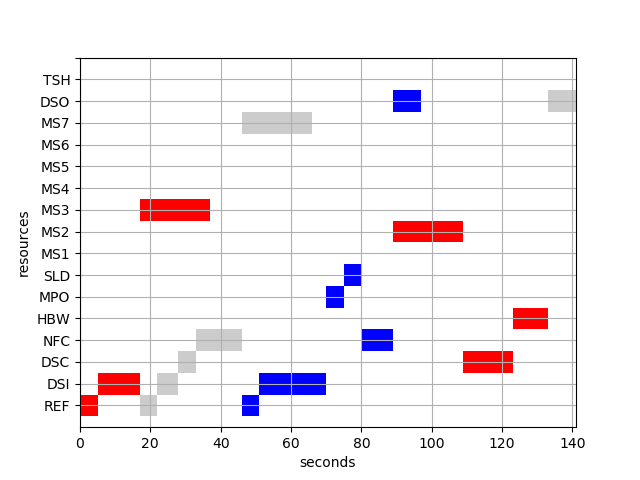 TSH
DSO
MS7
MS6
MS5
MS4
MS3
MS2
MS1
SLD
MPO
HBW
NFC
DSC
DSI
REF
resources
0 20 40 60 80 100 120 140
seconds